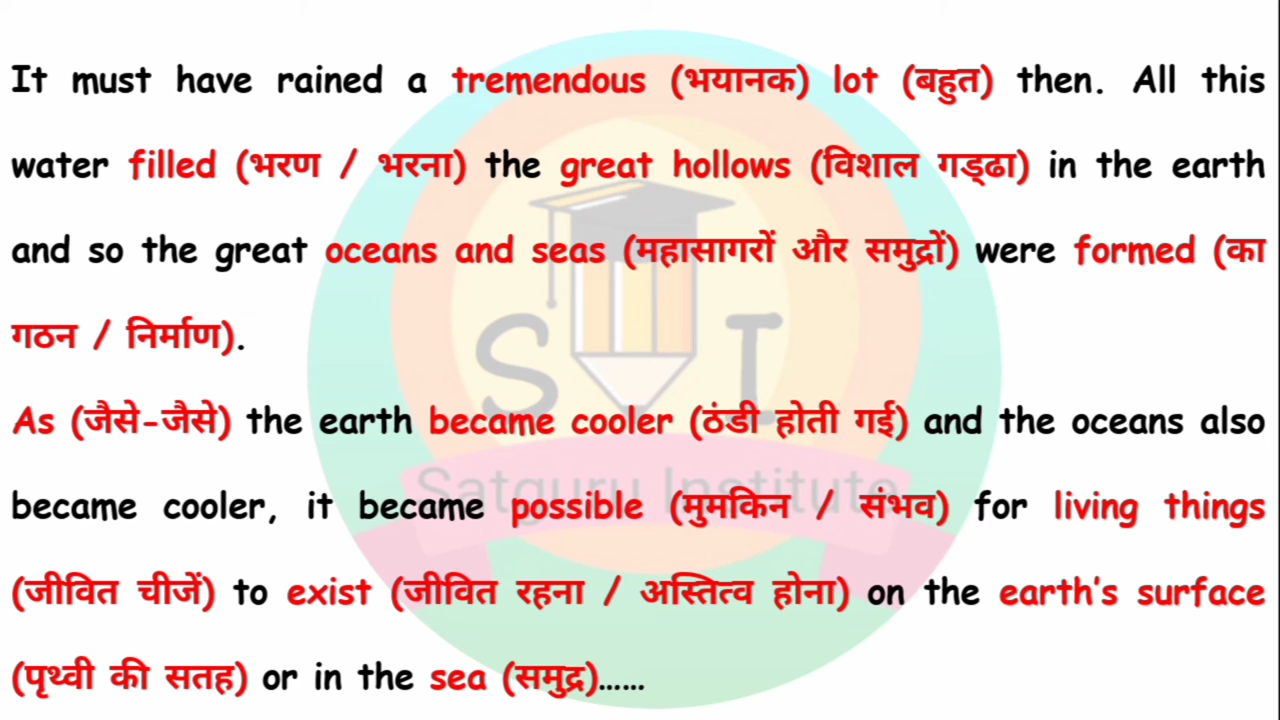 It must have rained a tremendous (भयानक) lot (बहुत) then. All this
water filled (भरण / भरना) the great hollows (विशाल गड्ढा) in the earth
and so the great oceans and seas (महासागरों और समुद्रों) were formed (का
गठन / निर्माण).
As (जैसे-जैसे) the earth became cooler (ठंडी होती गई) and the oceans also
became cooler, it became possible (मुमकिन / संभव) for living things
(जीवित चीजें) to exist (जीवित रहना / अस्तित्व होना) on the earth's surface
(पृथ्वी की सतह) or in the sea (समुद्र)......
S I
Satguru Institute